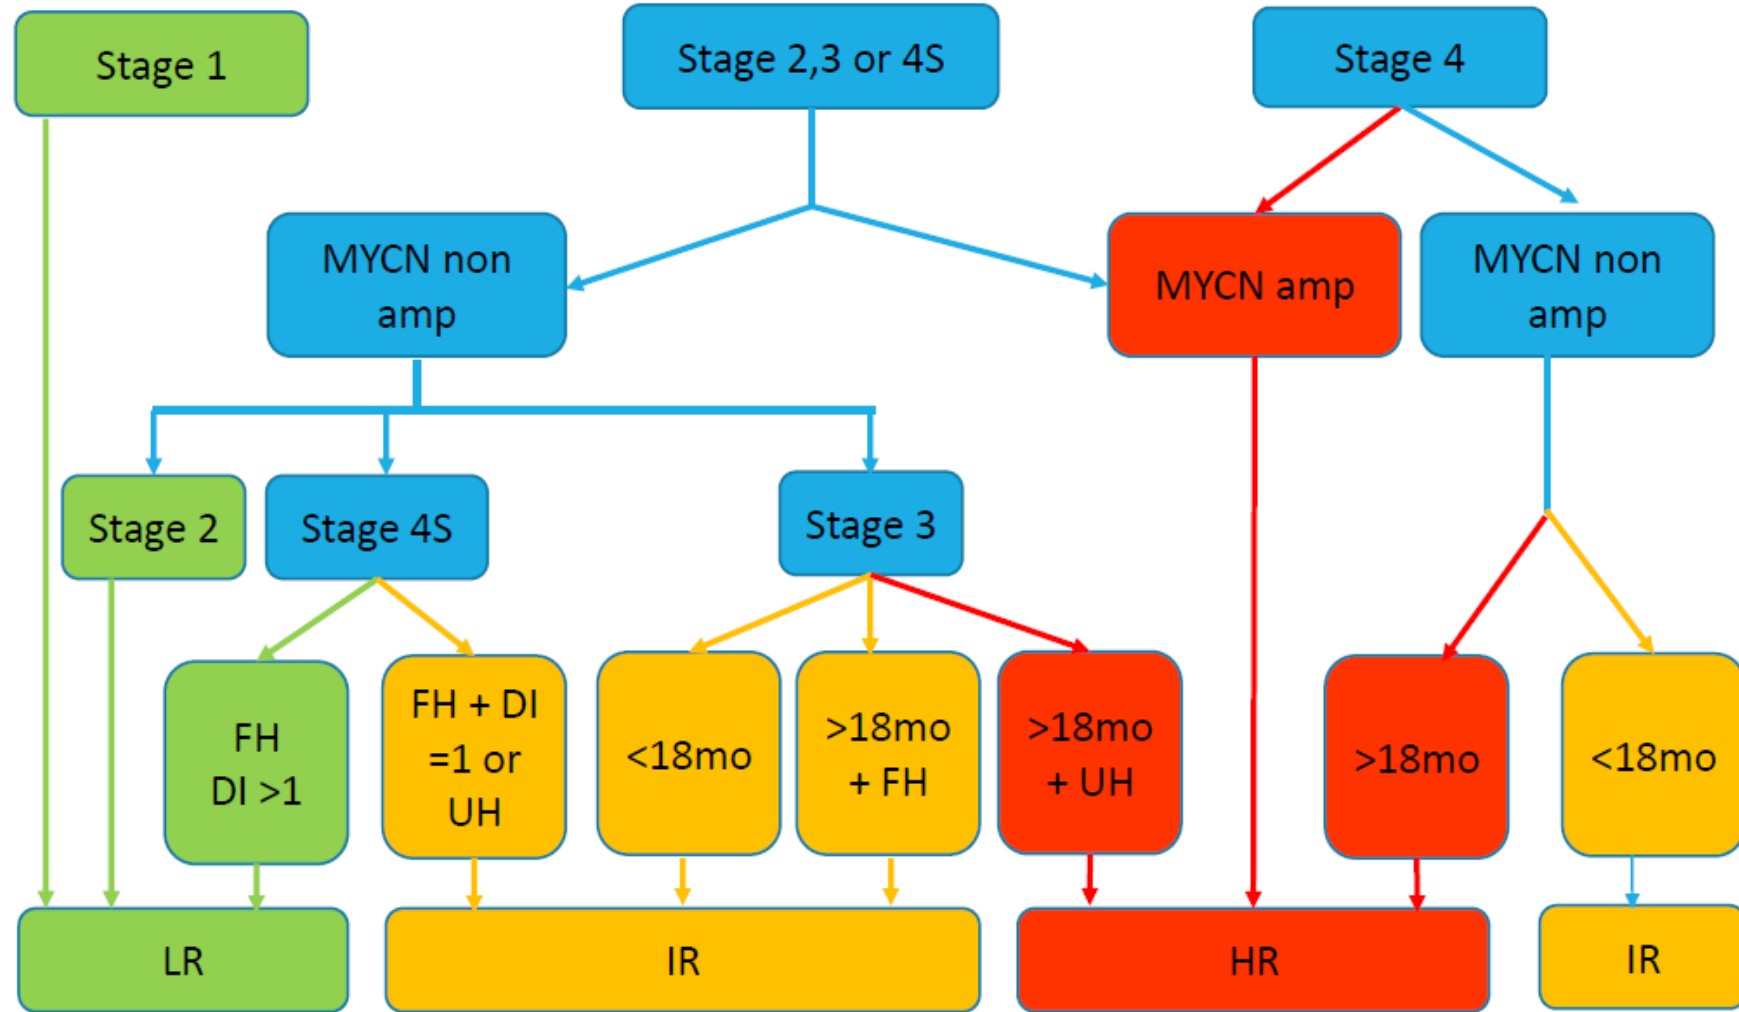 Stage 1
Stage 2,3 or 4S
Stage 4
MYCN non
amp
MYCN amp
MYCN non
amp
Stage 2
Stage 4S
Stage 3
FH
DI >1
FH + DI
=1 or
UH
<18mo
>18mo
+ FH
>18mo
+ UH
>18mo
<18mo
LR
IR
HR
IR